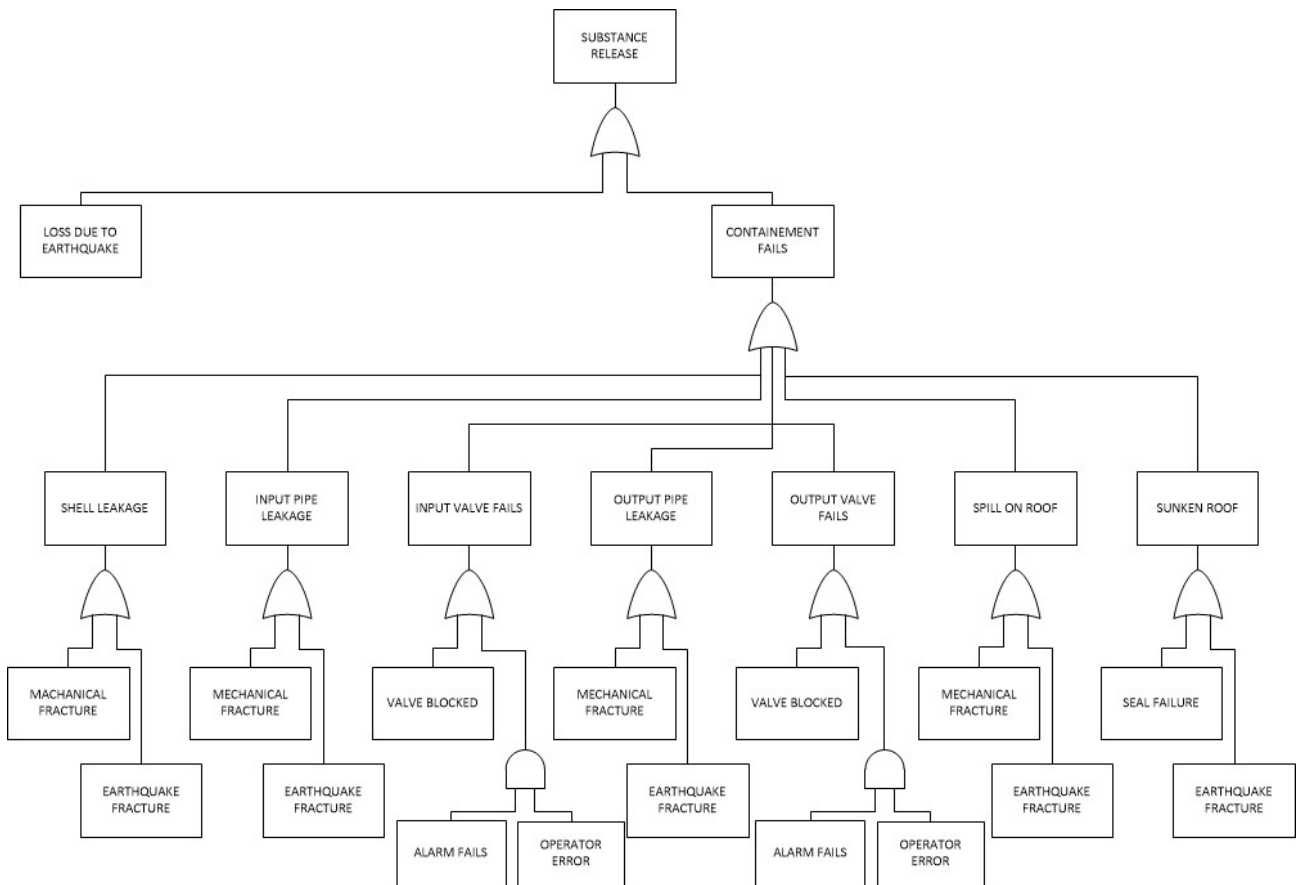 SUBSTANCE
RELEASE
LOSS DUE TO
EARTHQUAKE
CONTAINEMENT
FAILS
SHELL LEAKAGE
INPUT PIPE
LEAKAGE
INPUT VALVE FAILS
OUTPUT PIPE
LEAKAGE
OUTPUT VALVE
FAILS
SPILL ON ROOF
SUNKEN ROOF
MACHANICAL
FRACTURE
MECHANICAL
FRACTURE
VALVE BLOCKED
MECHANICAL
FRACTURE
VALVE BLOCKED
MECHANICAL
FRACTURE
SEAL FAILURE
EARTHQUAKE
FRACTURE
EARTHQUAKE
FRACTURE
EARTHQUAKE
FRACTURE
EARTHQUAKE
FRACTURE
EARTHQUAKE
FRACTURE
ALARM FAILS
OPERATOR
ERROR
ALARM FAILS
OPERATOR
ERROR